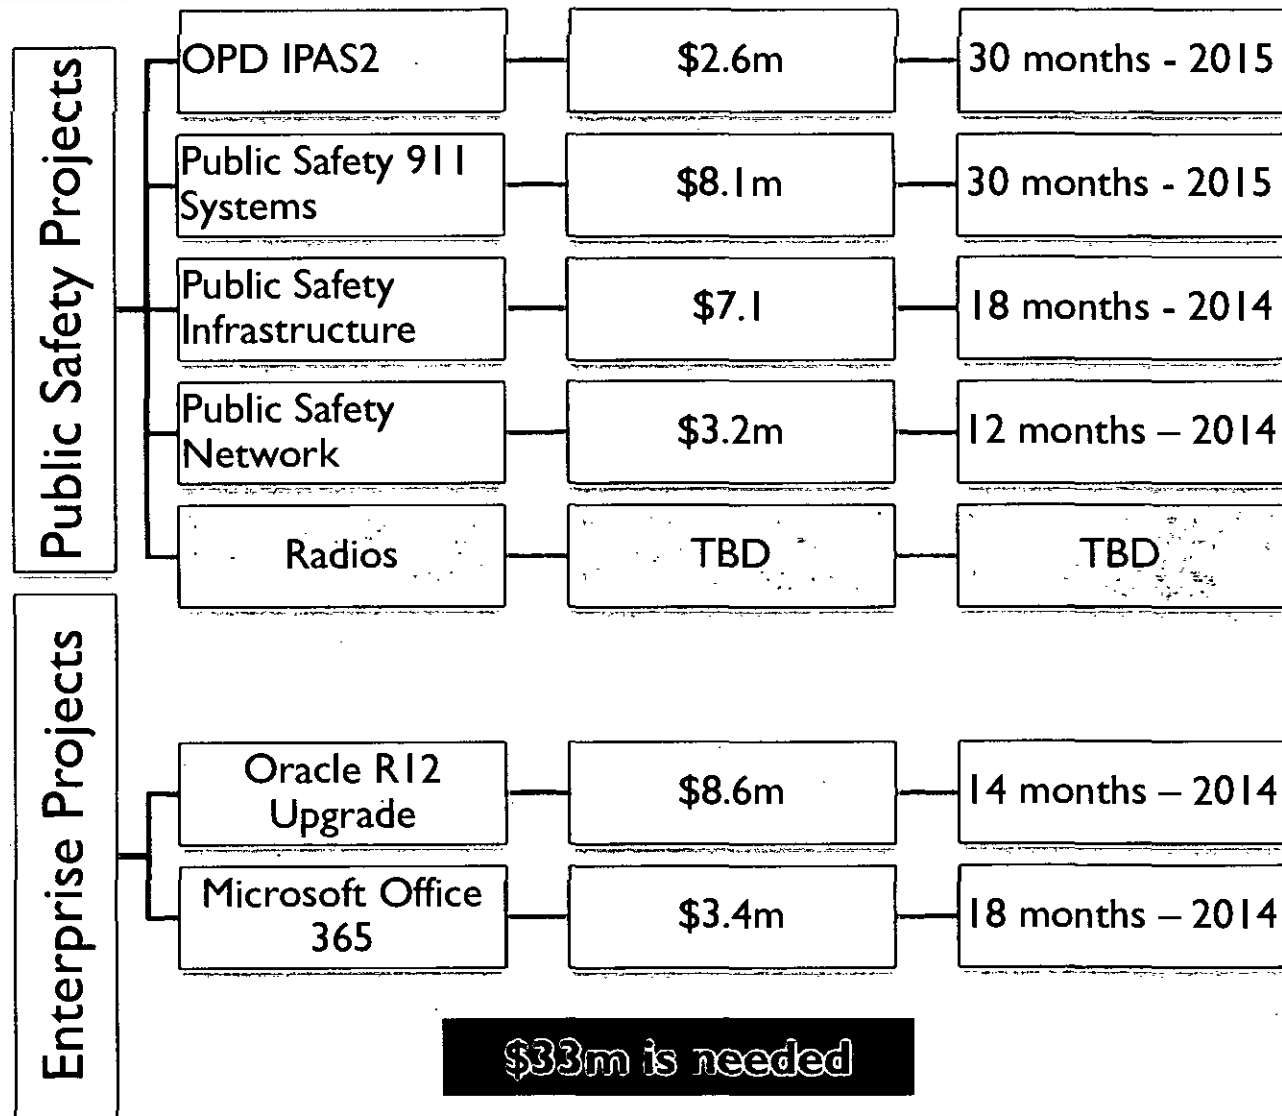 Public Safety Projects
OPD IPAS2
$2.6m
30 months - 2015
Public Safety 911
Systems
$8.1m
30 months - 2015
Public Safety
Infrastructure
$7.1
18 months - 2014
Public Safety
Network
$3.2m
12 months – 2014
Radios
TBD
TBD
Enterprise Projects
Oracle R12
Upgrade
$8.6m
14 months – 2014
Microsoft Office
365
$3.4m
18 months – 2014
$33m is needed